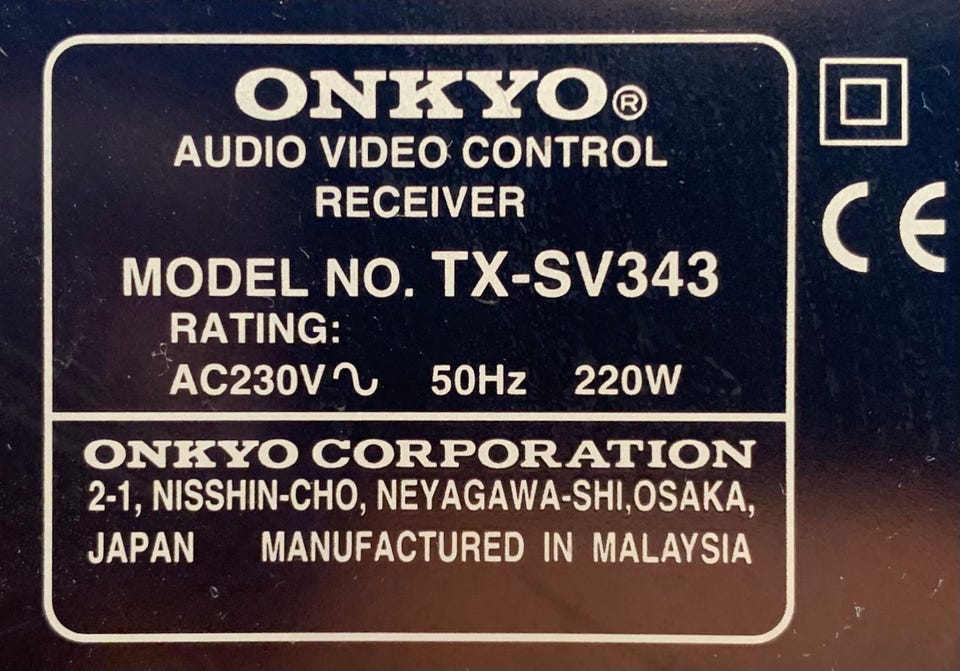 ONKYO®
AUDIO VIDEO CONTROL
RECEIVER
MODEL NO. TX-SV343
RATING:
AC230V∿ 50Hz 220W
ONKYO CORPORATION
2-1, NISSHIN-CHO, NEYAGAWA-SHI,OSAKA,
JAPAN MANUFACTURED IN MALAYSIA
CE